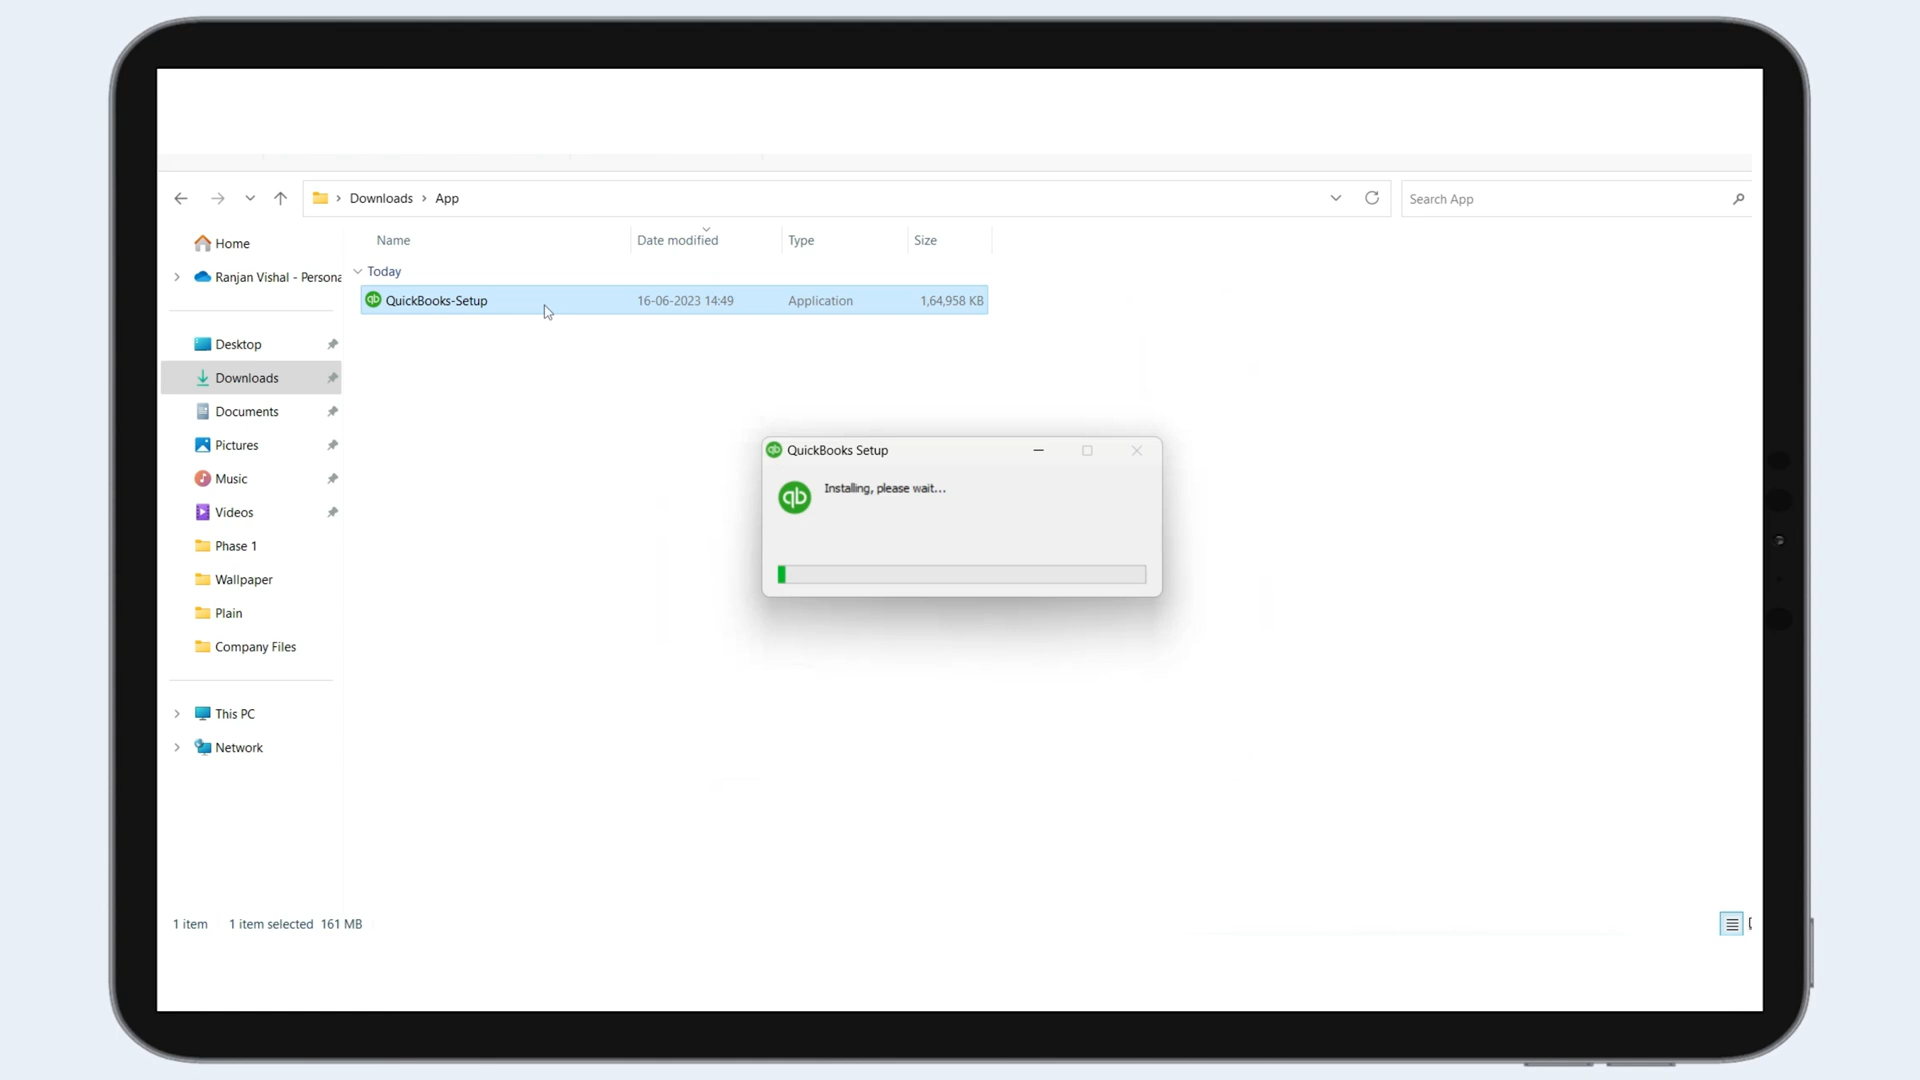 Downloads App
Search App
Name Date modified Type Size
Home
Ranjan Vishal - Persona
Today
QuickBooks-Setup 16-06-2023 14:49 Application 1,64,958 KB
Desktop
Downloads
Documents
Pictures
Music
Videos
Phase 1
Wallpaper
Plain
Company Files
This PC
Network
QuickBooks Setup
qb
Installing, please wait...
1 item 1 item selected 161 MB